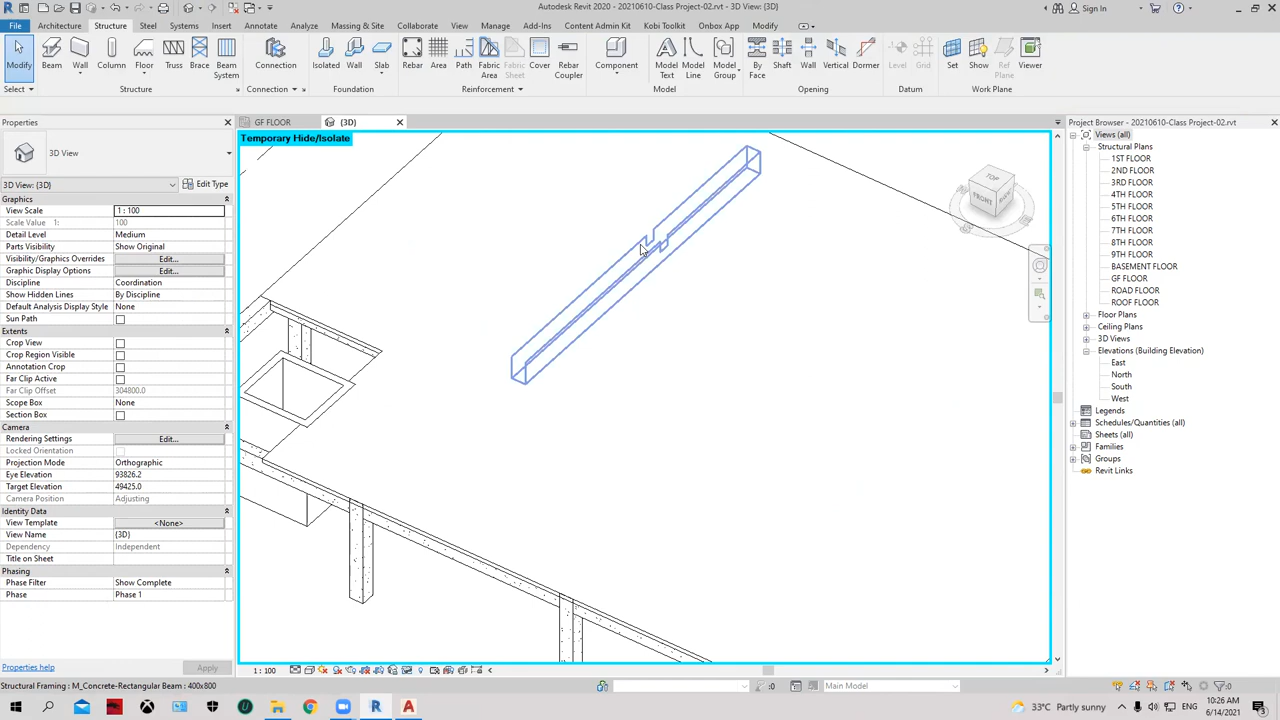 Autodesk Revit 2020 - 20210610-Class Project-02.rvt - 3D View: {3D}
Sign In
File Architecture Structure Steel Systems Insert Annotate Analyze Massing & Site Collaborate View Manage Add-Ins Content Admin Kit Kobi Toolkit Onbox App Modify
Modify Beam Wall Column Floor Truss Brace Beam System Connection Isolated Wall Slab Rebar Area Path Fabric Area Fabric Sheet Cover Rebar Coupler Component Model Text Model Line Model Group By Face Shaft Wall Vertical Dormer Level Grid Set Show Ref Plane Viewer
Select Structure Connection Foundation Reinforcement Model Opening Datum Work Plane
Properties
GF FLOOR
{3D}
Project Browser - 20210610-Class Project-02.rvt
3D View
3D View: {3D}
Edit Type
Graphics
View Scale 1 : 100
Scale Value 1: 100
Detail Level Medium
Parts Visibility Show Original
Visibility/Graphics Overrides Edit...
Graphic Display Options Edit...
Discipline Coordination
Show Hidden Lines By Discipline
Default Analysis Display Style None
Sun Path
Extents
Crop View
Crop Region Visible
Annotation Crop
Far Clip Active
Far Clip Offset 304800.0
Scope Box None
Section Box
Camera
Rendering Settings Edit...
Locked Orientation
Projection Mode Orthographic
Eye Elevation 93826.2
Target Elevation 49425.0
Camera Position Adjusting
Identity Data
View Template <None>
View Name {3D}
Dependency Independent
Title on Sheet
Phasing
Phase Filter Show Complete
Phase Phase 1
Properties help
Apply
Temporary Hide/Isolate
TOP
FRONT
1 : 100
Views (all)
Structural Plans
1ST FLOOR
2ND FLOOR
3RD FLOOR
4TH FLOOR
5TH FLOOR
6TH FLOOR
7TH FLOOR
8TH FLOOR
9TH FLOOR
BASEMENT FLOOR
GF FLOOR
ROAD FLOOR
ROOF FLOOR
Floor Plans
Ceiling Plans
3D Views
Elevations (Building Elevation)
East
North
South
West
Legends
Schedules/Quantities (all)
Sheets (all)
Families
Groups
Revit Links
Structural Framing : M_Concrete-Rectangular Beam : 400x800
:0
Main Model
:0
33°C Partly sunny
ENG
10:26 AM
6/14/2021